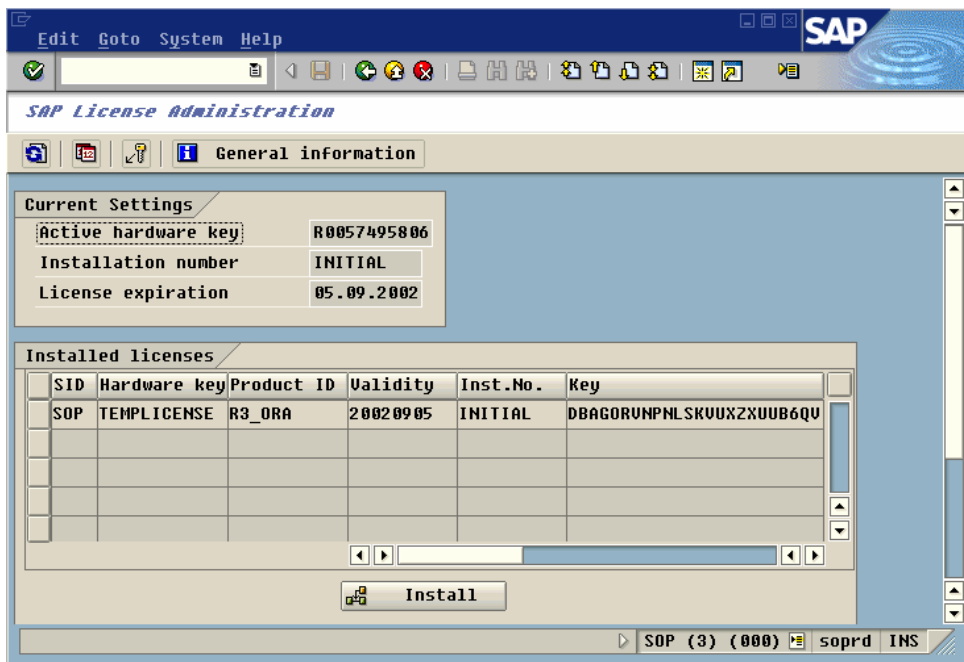 Edit Goto System Help
SAP
SAP License Administration
General information
Current Settings
Active hardware key R0057495806
Installation number INITIAL
License expiration 05.09.2002
Installed licenses
SID Hardware key Product ID Validity Inst.No. Key
SOP TEMPLICENSE R3_ORA 20020905 INITIAL DBAGORVNPNLSKVUXZXUUB6QV
Install
SOP (3) (000) soprd INS